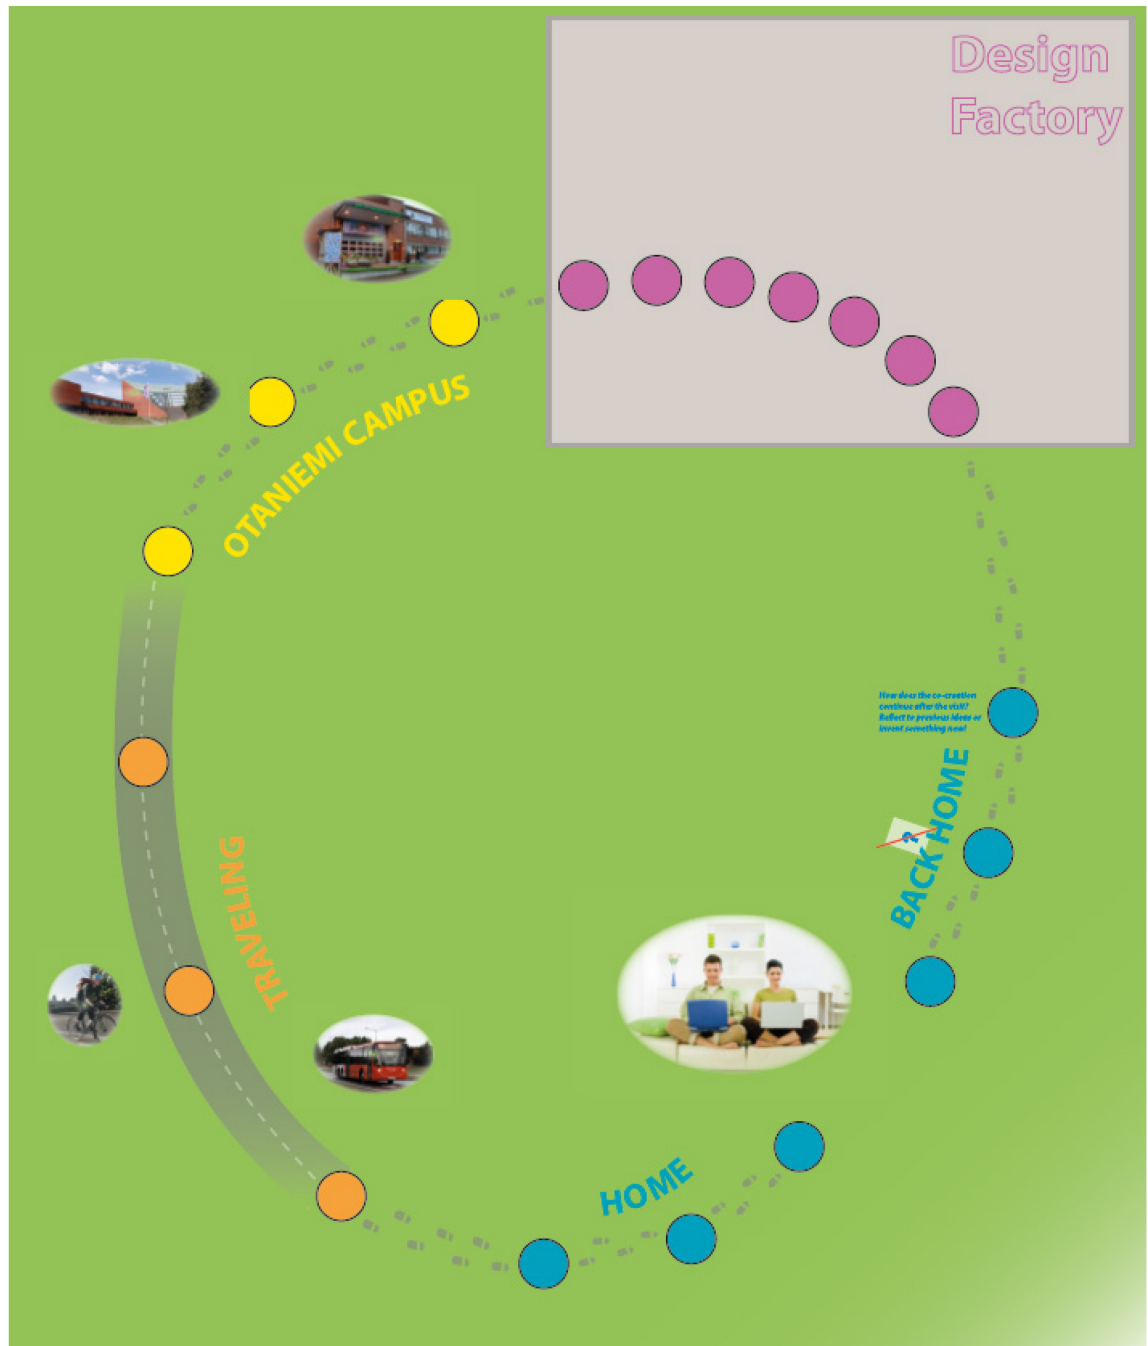 Design
Factory
OTANIEMI CAMPUS
How does the co-creation
continue after the visit?
Reflect to previous ideas or
invent something new!
BACK HOME
?
TRAVELING
HOME